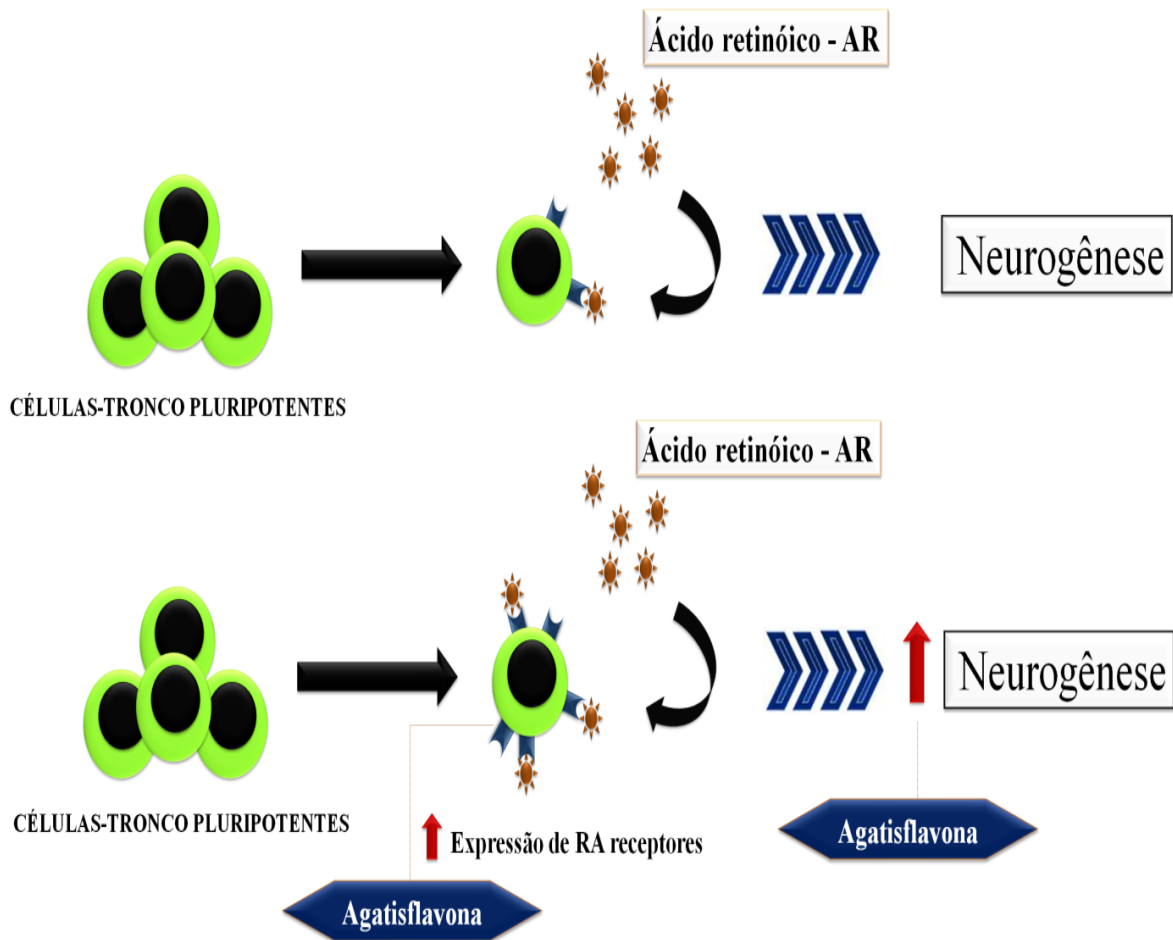 Ácido retinóico - AR
Neurogênese
CÉLULAS-TRONCO PLURIPOTENTES
Ácido retinóico - AR
Neurogênese
CÉLULAS-TRONCO PLURIPOTENTES
Expressão de RA receptores
Agatisflavona
Agatisflavona